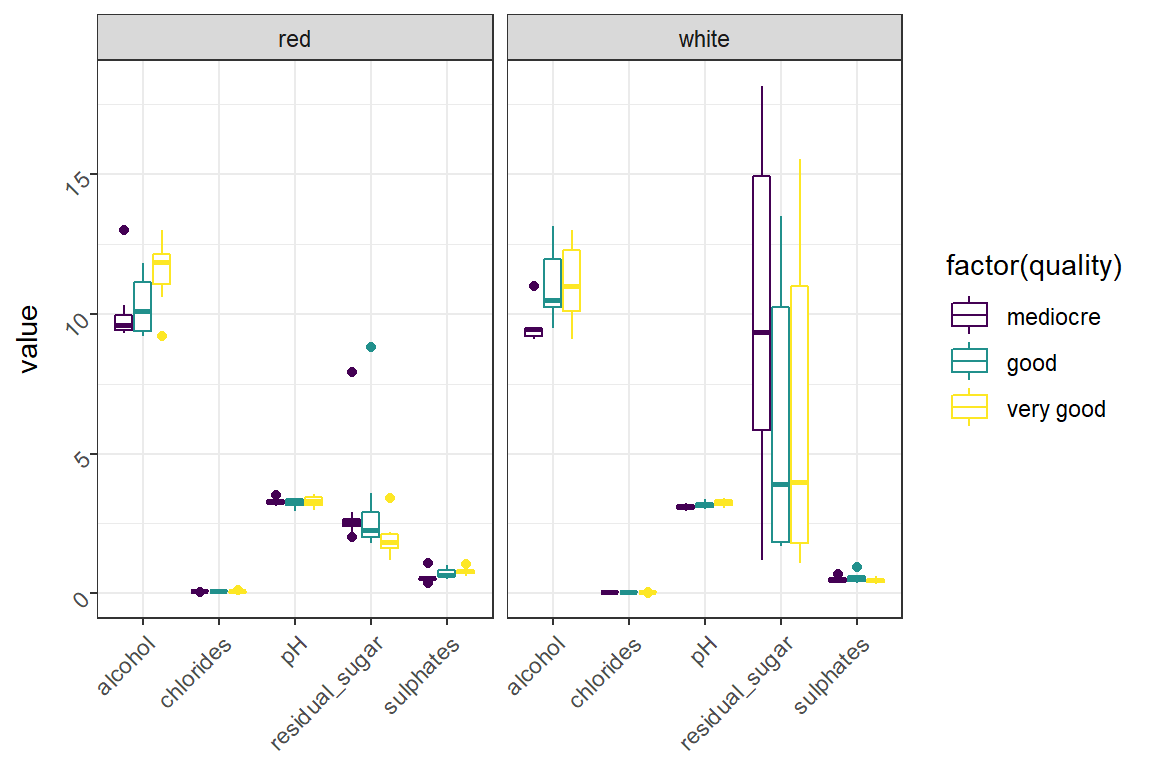 red
white
value
15
10
5
0
alcohol
chlorides
pH
residual_sugar
sulphates
alcohol
chlorides
pH
residual_sugar
sulphates
factor(quality)
mediocre
good
very good